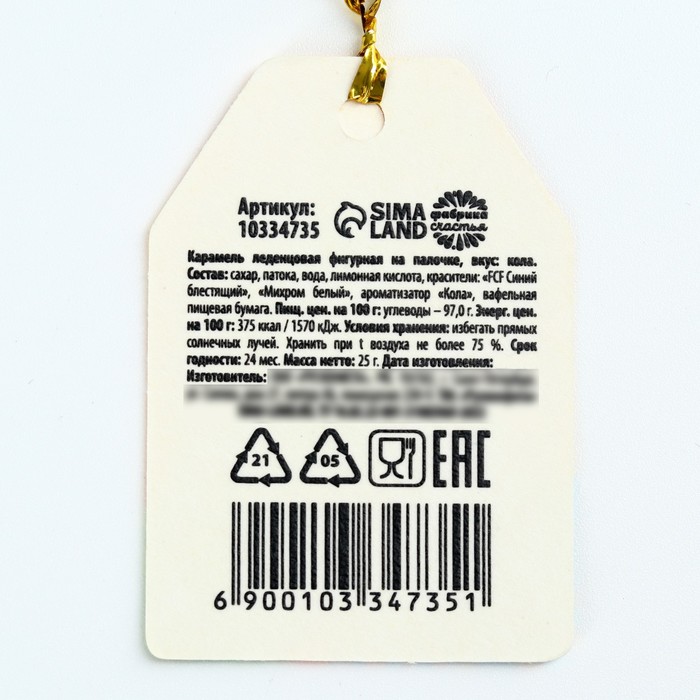 Артикул:
10334735
SIMA
LAND
фабрика
счастья
Карамель леденцовая фигурная на палочке, вкус: кола.
Состав: сахар, патока, вода, лимонная кислота, красители: «FCF Синий
блестящий», «Михром белый», ароматизатор «Кола», вафельная
пищевая бумага. Пищ. цен. на 100 г: углеводы – 97,0 г. Энерг. цен.
на 100 г: 375 ккал / 1570 кДж. Условия хранения: избегать прямых
солнечных лучей. Хранить при t воздуха не более 75 %. Срок
годности: 24 мес. Масса нетто: 25 г. Дата изготовления:
Изготовитель:
21
05
EAC
6 900103 347351